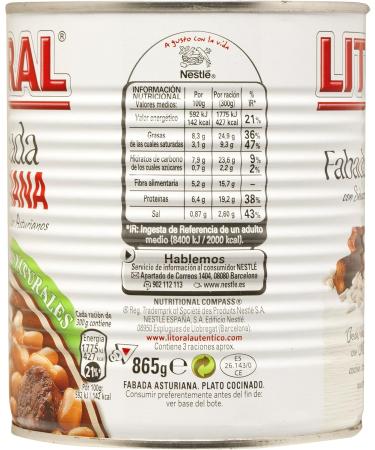 ORAL®
ada
IANA
Asturianos
NATURALES
Cada ración de
300 g contiene
Energía
1775 kJ
427 kcal
21%*
Por 100g:
592 kJ / 142 kcal
A gusto con la vida
Nestlé®
INFORMACIÓN NUTRICIONAL Por 100g Por ración (300g) % IR*
Valores medios:
Valor energético 592 kJ 142 kcal 1775 kJ 427 kcal 21%
Grasas 8,3 g 24,9 g 36%
de las cuales saturadas 3,1 g 9,3 g 47%
Hidratos de carbono 7,9 g 23,6 g 9%
de los cuales azúcares 0,7 g 2,2 g 2%
Fibra alimentaria 5,2 g 15,7 g –
Proteínas 6,4 g 19,2 g 38%
Sal 0,87 g 2,60 g 43%
*IR: Ingesta de Referencia de un adulto
medio (8400 kJ / 2000 kcal).
Hablemos
Servicio de información al consumidor NESTLÉ
Apartado de Correos 1404, 08080 Barcelona
902 112 113 www.nestle.es
NUTRITIONAL COMPASS®
® Reg. Trademark of Société des Produits Nestlé S.A.
NESTLÉ ESPAÑA, S.A. Edificio Nestlé.
08950 Esplugues de Llobregat (Barcelona).
www.litoralautentico.com
Contiene 3 raciones aprox.
865g e
ES
26.143/0
CE
FABADA ASTURIANA. PLATO COCINADO.
Consumir preferentemente antes del fin de:
ver base del bote.
LIT
Fabada
con